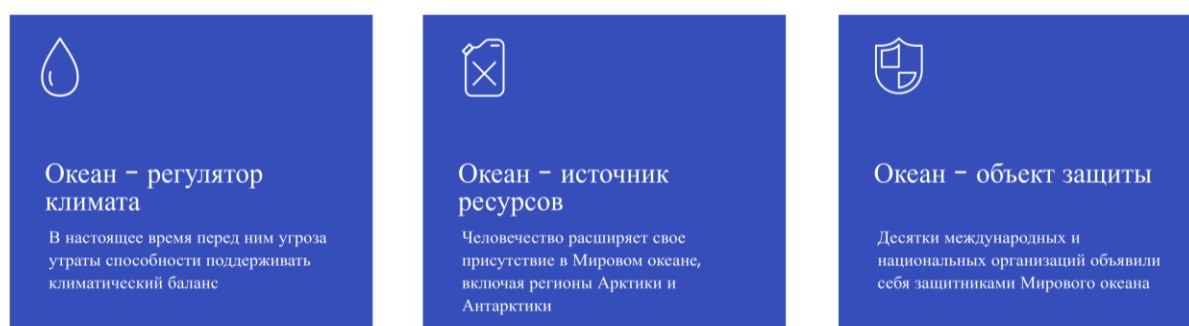 Океан – регулятор
климата
В настоящее время перед ним угроза
утраты способности поддерживать
климатический баланс
Океан – источник
ресурсов
Человечество расширяет свое
присутствие в Мировом океане,
включая регионы Арктики и
Антарктики
Океан – объект защиты
Десятки международных и
национальных организаций объявили
себя защитниками Мирового океана